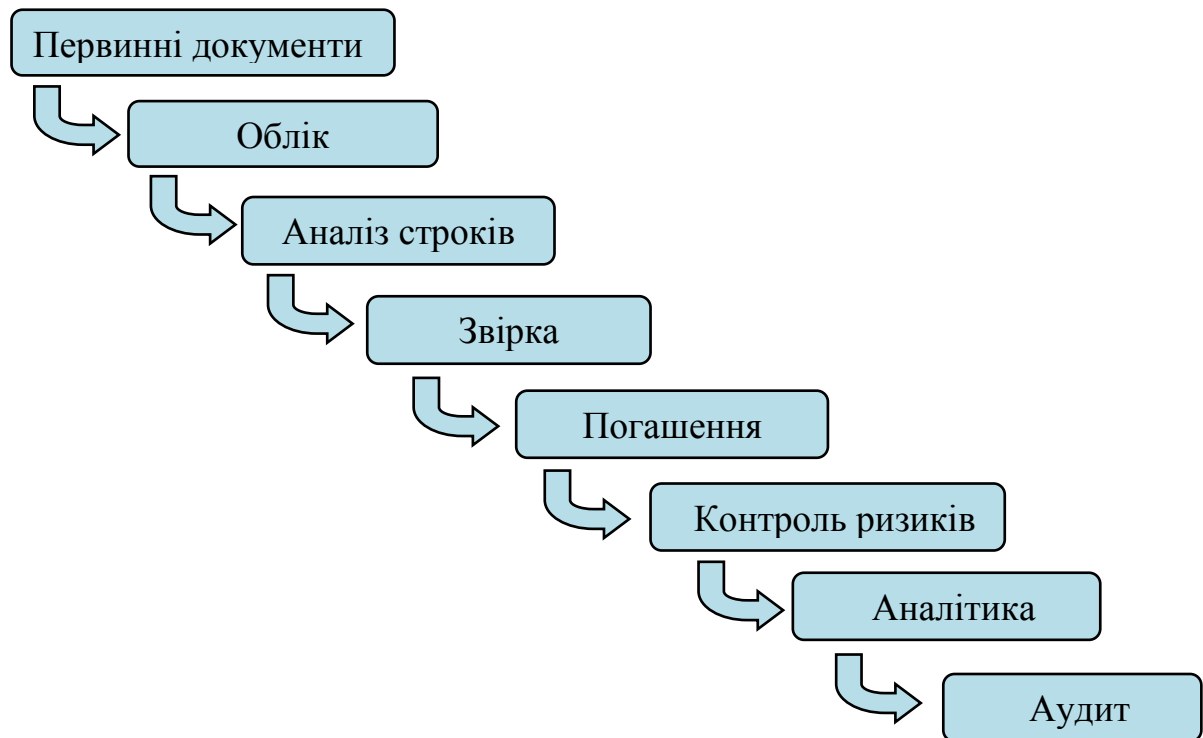 Первинні документи
Облік
Аналіз строків
Звірка
Погашення
Контроль ризиків
Аналітика
Аудит